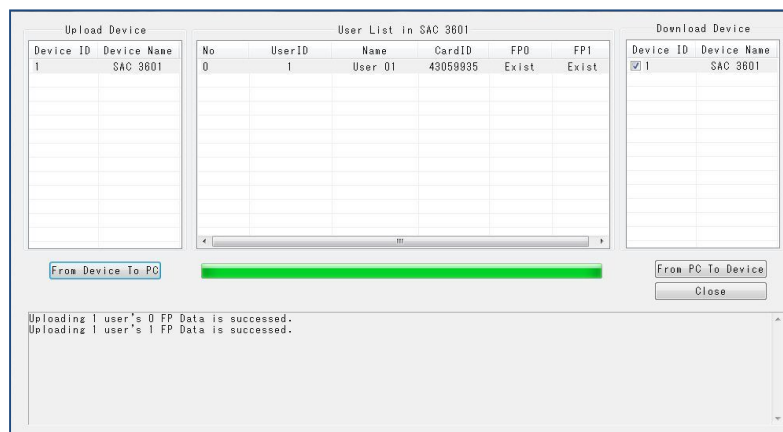 Upload Device
Device ID Device Name
1 SAC 3601
From Device To PC
User List in SAC 3601
No UserID Name CardID FP0 FP1
0 1 User 01 43059935 Exist Exist
Download Device
Device ID Device Name
1 SAC 3601
From PC To Device
Close
Uploading 1 user's 0 FP Data is successed.
Uploading 1 user's 1 FP Data is successed.